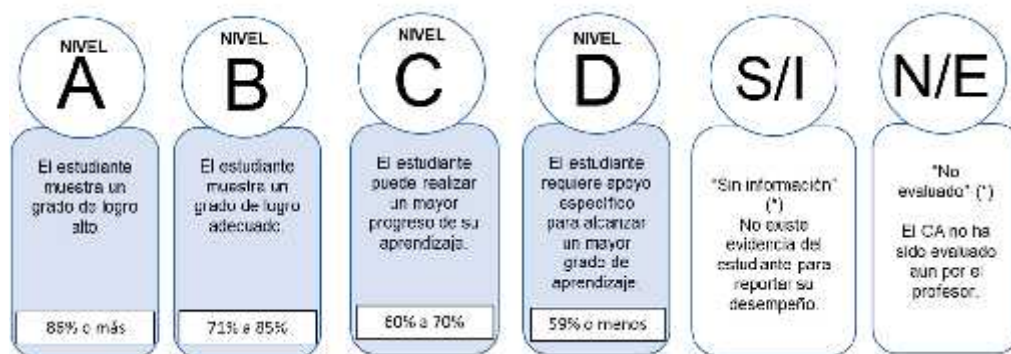 NIVEL
A
El estudiante
muestra un
grado de logro
alto
86% o más
NIVEL
B
El estudiante
muestra un
grado de logro
adecuado.
71% a 85%
NIVEL
C
El estudiante
puede realizar
un mayor
progreso de su
aprendizaje.
60% a 70%
NIVEL
D
El estudiante
requiere apoyo
específico
para alcanzar
un mayor
grado de
aprendizaje
59% o menos
S/I
"Sin información"
(*)
No existe
evidencia del
estudiante para
reportar su
desempeño.
N/E
"No
evaluado" (*)
El CA no ha
sido evaluado
aun por el
profesor.